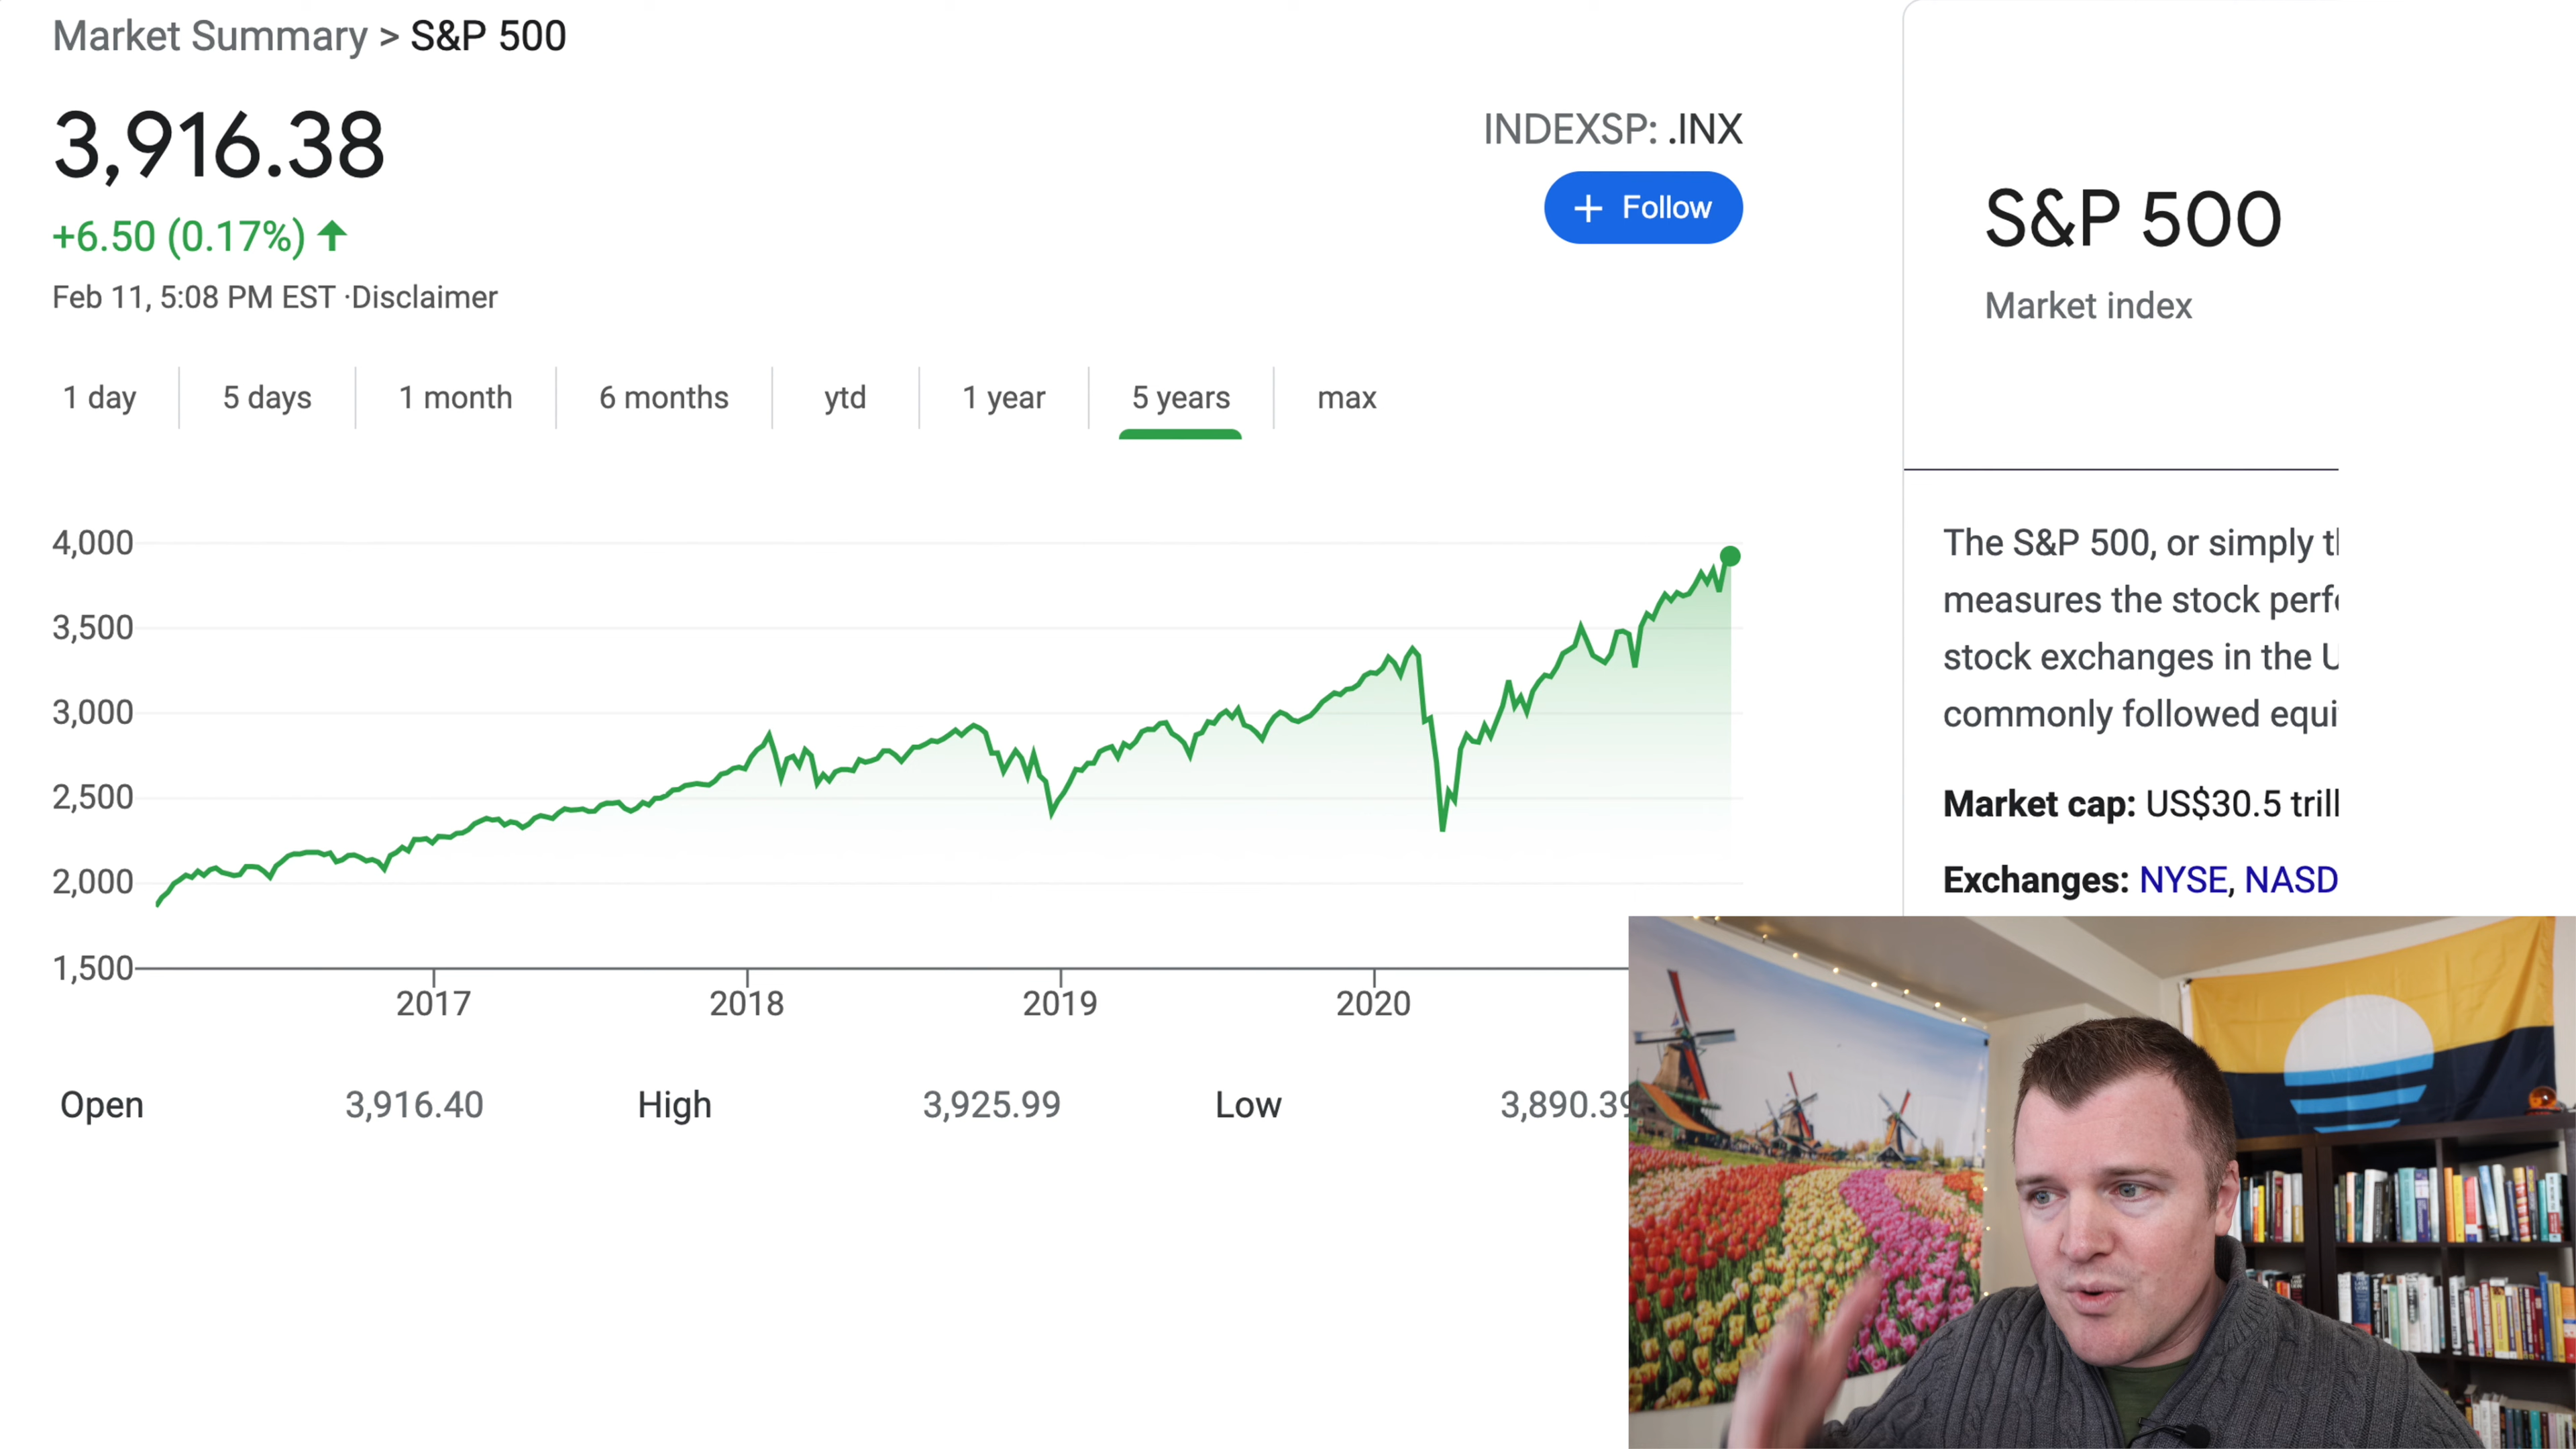 Market Summary > S&P 500
3,916.38
+6.50 (0.17%)
Feb 11, 5:08 PM EST ·Disclaimer
INDEXSP: .INX
+ Follow
1 day
5 days
1 month
6 months
ytd
1 year
5 years
max
4,000
3,500
3,000
2,500
2,000
1,500
2017
2018
2019
2020
Open 3,916.40 High 3,925.99 Low 3,890.39
S&P 500
Market index
The S&P 500, or simply
measures the stock
stock exchanges in the
commonly followed
Market cap: US$30.5
Exchanges: NYSE, NASD